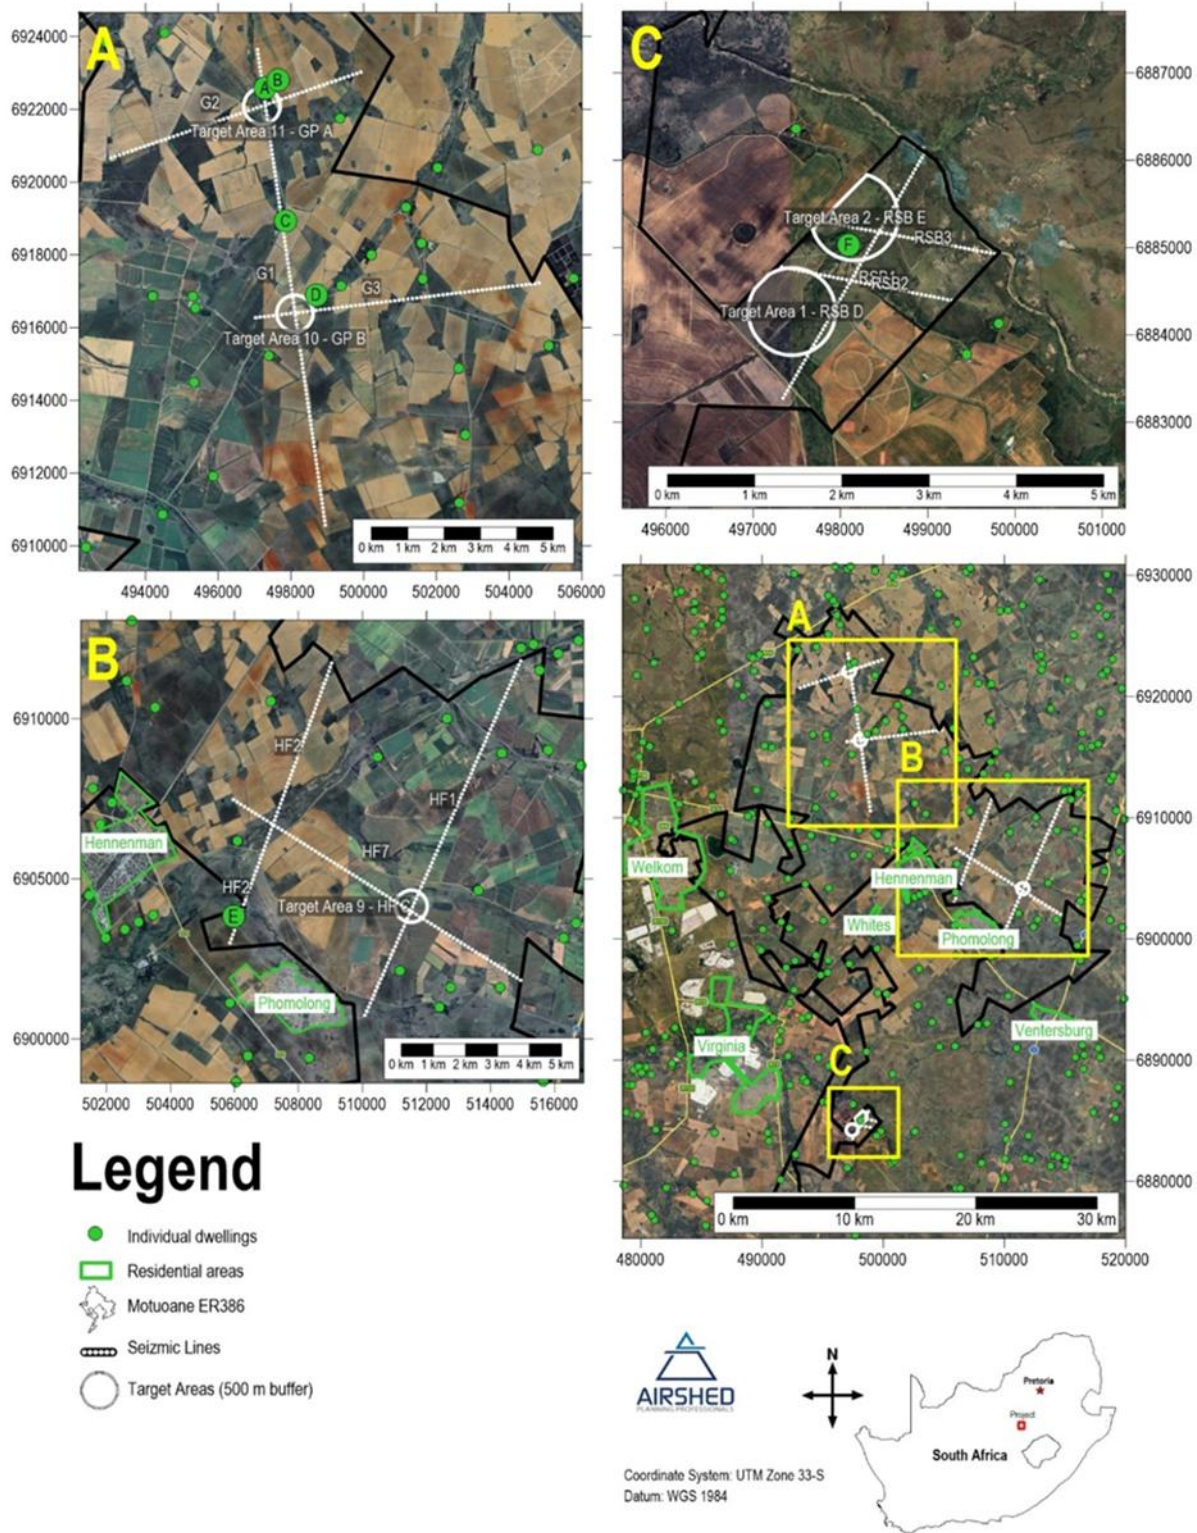 A
6924000
6922000
6920000
6918000
6916000
6914000
6912000
6910000
A
B
G2
Target Area 11 - GP A
C
G1
D
G3
Target Area 10 - GP B
0 km 1 km 2 km 3 km 4 km 5 km
494000 496000 498000 500000 502000 504000 506000
C
6887000
6886000
6885000
6884000
6883000
Target Area 2 - RSB E
F
RSB3
RSB1
RSB2
Target Area 1 - RSB D
0 km 1 km 2 km 3 km 4 km 5 km
496000 497000 498000 499000 500000 501000
B
6910000
6905000
6900000
HF2
HF1
HF7
Hennenman
HF2
E
Target Area 9 - HF C
Phomolong
0 km 1 km 2 km 3 km 4 km 5 km
502000 504000 506000 508000 510000 512000 514000 516000
6930000
6920000
6910000
6900000
6890000
6880000
A
B
Welkom
Hennenman
Whites
Phomolong
Virginia
Ventersburg
C
0 km 10 km 20 km 30 km
480000 490000 500000 510000 520000
Legend
Individual dwellings
Residential areas
Motuoane ER386
Seizmic Lines
Target Areas (500 m buffer)
AIRSHED
PLANNING PROFESSIONALS
N
Pretoria
Project
South Africa
Coordinate System: UTM Zone 33-S
Datum: WGS 1984